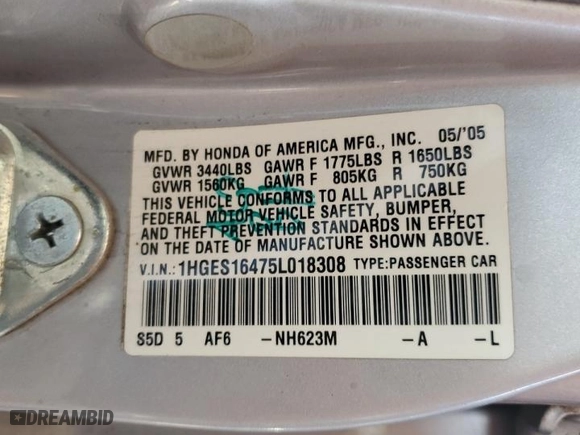 MFD. BY HONDA OF AMERICA MFG., INC. 05/'05
GVWR 3440LBS GAWR F 1775LBS R 1650LBS
GVWR 1560KG GAWR F 805KG R 750KG
THIS VEHICLE CONFORMS TO ALL APPLICABLE
FEDERAL MOTOR VEHICLE SAFETY, BUMPER,
AND THEFT PREVENTION STANDARDS IN EFFECT
ON THE DATE OF MANUFACTURE SHOWN ABOVE.
V.I.N.:1HGES16475L018308 TYPE:PASSENGER CAR
S5D 5 AF6 -NH623M -A -L
DREAMBID